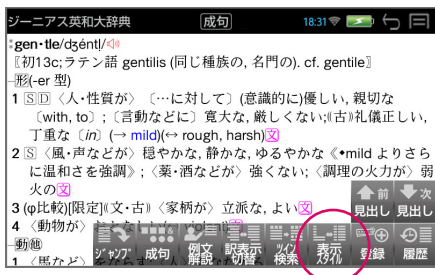 ジーニアス英和大辞典 成句 18:31
gen・tle/dʒéntl/
〖初13c;ラテン語 gentilis (同じ種族の, 名門の). cf. gentle〗
―形(-er 型)
1 SD 〈人・性質が〉〔…に対して〕(意識的に)優しい, 親切な
〔with, to〕;〔言動などに〕寛大な, 厳しくない;⸨古⸩礼儀正しい,
丁重な〔in〕(→ mild)(↔ rough, harsh)文
2 S 〈風・声などが〉穏やかな, 静かな, ゆるやかな《◆mild よりさら
に温和さを強調》;〈薬・酒などが〉強くない;〈調理の火力が〉弱
火の文
3 (φ比較)[限定]⸨文・古⸩〈家柄が〉立派な, よい文
4 〈動物が〉
―動他
1 〈馬など〉
前 見出し
次 見出し
ジャンプ
成句
例文 解説
訳表示 切替
ツイン 検索
表示 スタイル
登録
履歴